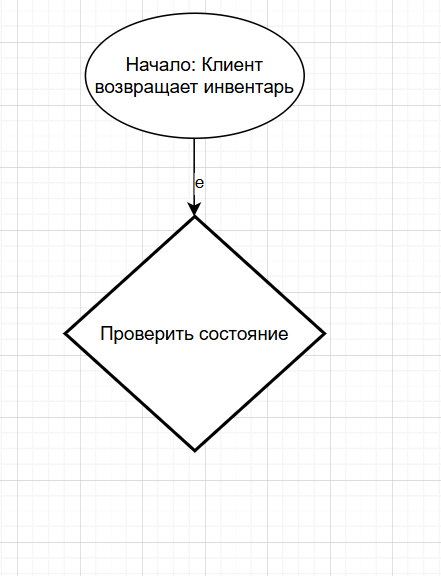 Начало: Клиент
возвращает инвентарь
е
Проверить состояние